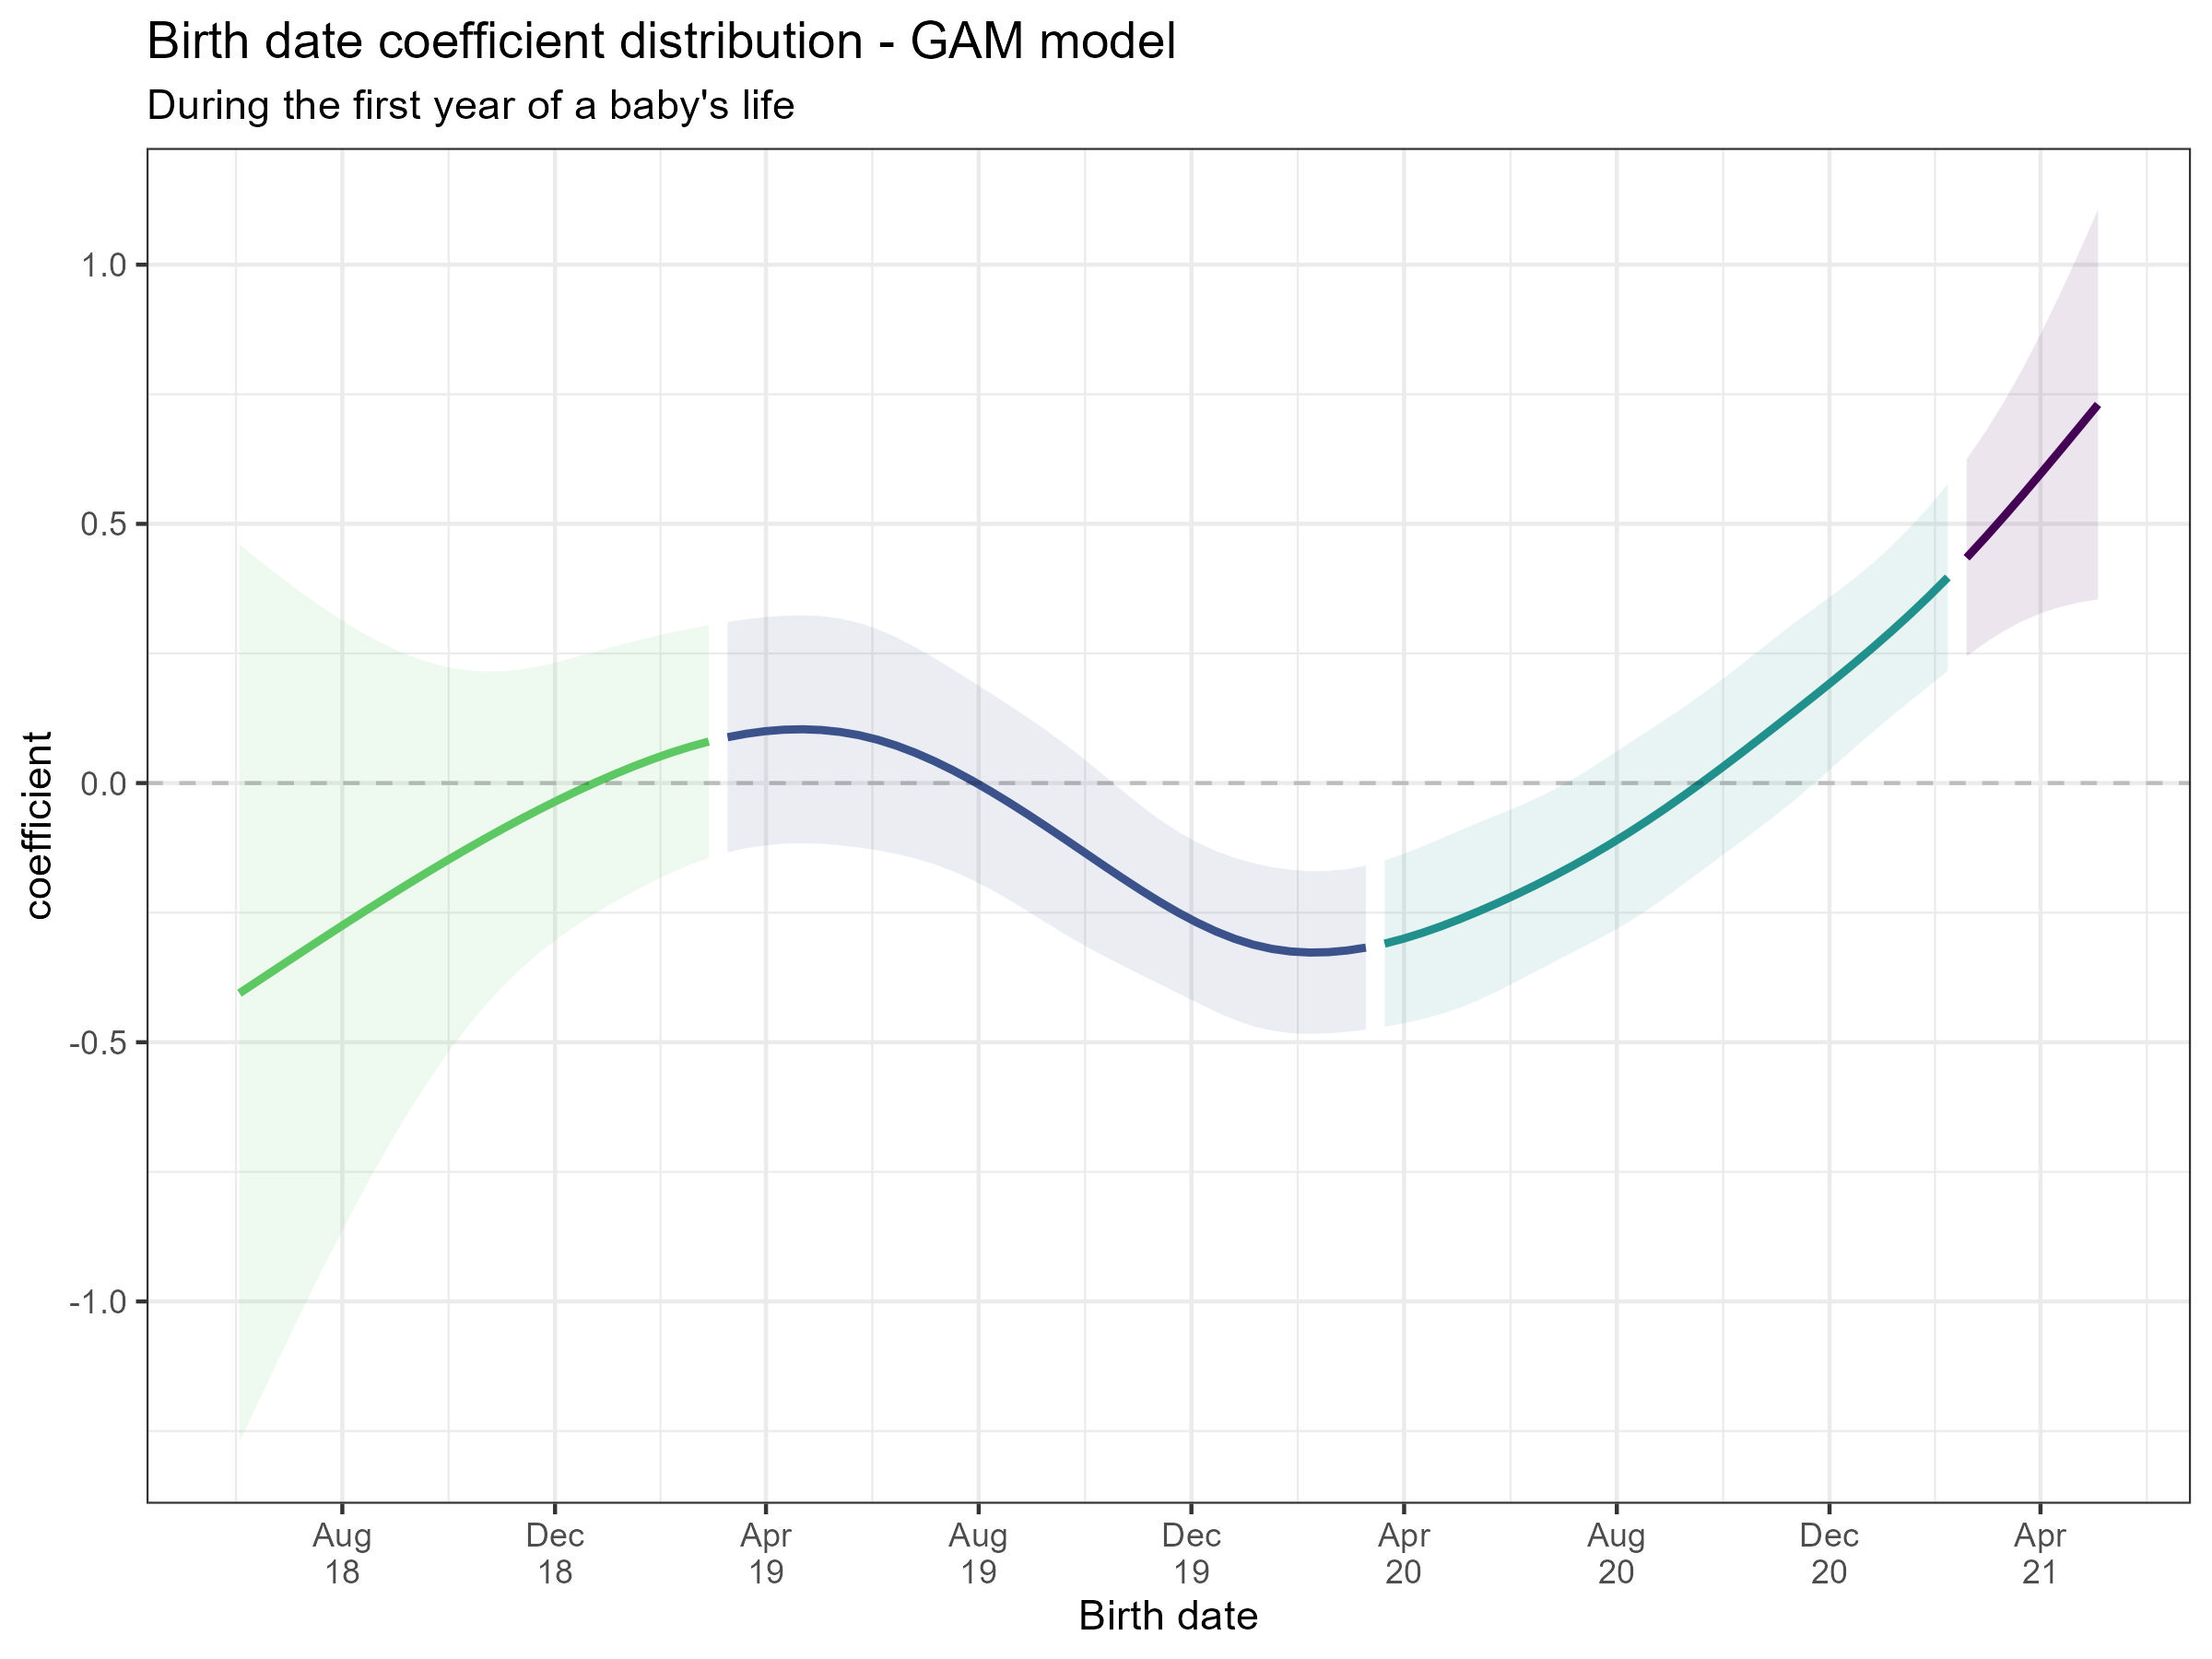 Birth date coefficient distribution - GAM model
During the first year of a baby's life
coefficient
1.0
0.5
0.0
-0.5
-1.0
Aug Dec Apr Aug Dec Apr Aug Dec Apr
18 18 19 19 19 20 20 20 21
Birth date